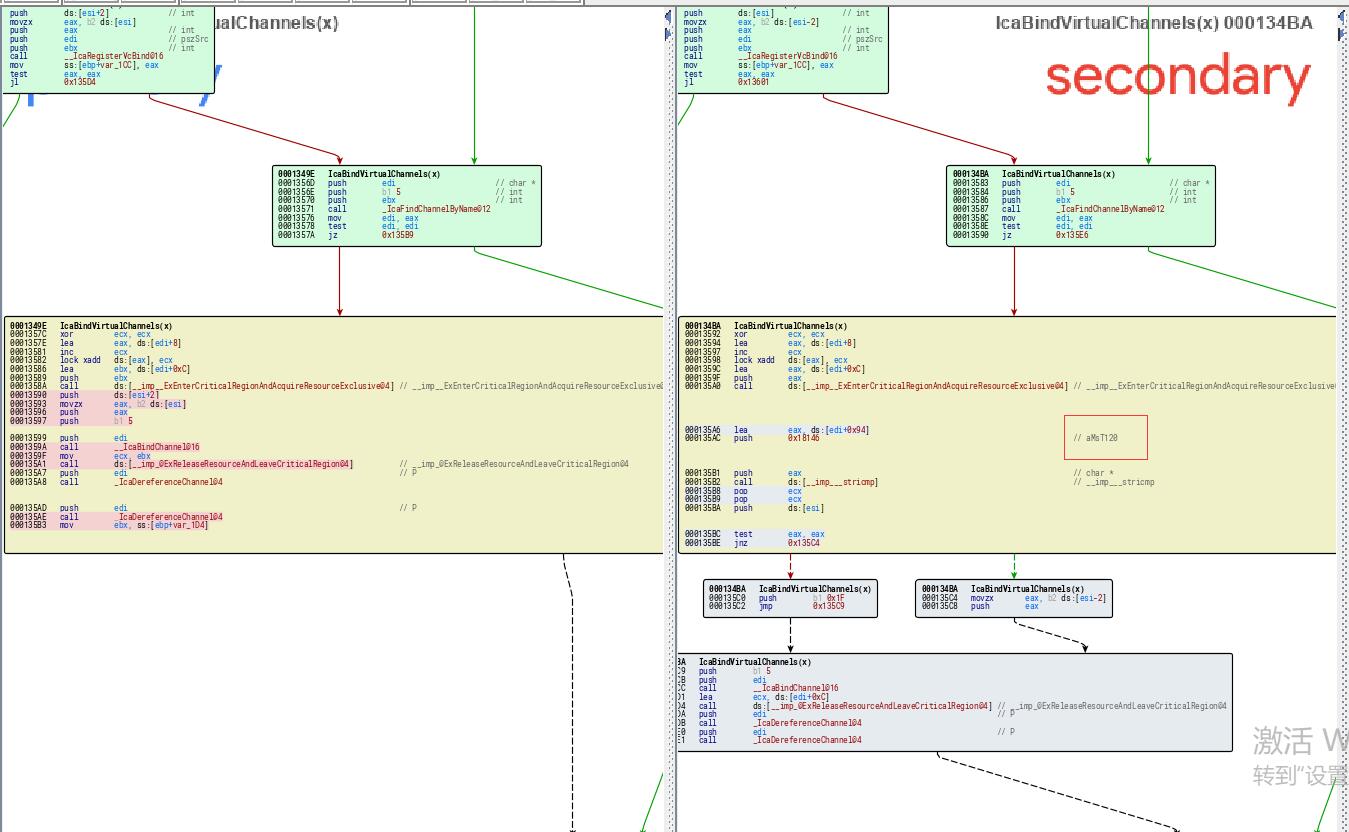 ualChannels(x)
push ds:[esi+2] // int
movzx eax, b2 ds:[esi]
push eax // int
push edi // pszSrc
push ebx // int
call __IcaRegisterVcBind@16
mov ss:[ebp+var_1CC], eax
test eax, eax
jl 0x135D4
0001349E IcaBindVirtualChannels(x)
0001356D push edi // char *
0001356E push b1 5 // int
00013570 push ebx // int
00013571 call _IcaFindChannelByName@12
00013576 mov edi, eax
00013578 test edi, edi
0001357A jz 0x135B9
0001349E IcaBindVirtualChannels(x)
0001357C xor ecx, ecx
0001357E lea eax, ds:[edi+8]
00013581 inc ecx
00013582 lock xadd ds:[eax], ecx
00013586 lea ebx, ds:[edi+0xC]
00013589 push ebx
0001358A call ds:[__imp__ExEnterCriticalRegionAndAcquireResourceExclusive@4] // __imp__ExEnterCriticalRegionAndAcquireResourceExclusive@
00013590 push ds:[esi+2]
00013593 movzx eax, b2 ds:[esi]
00013596 push eax
00013597 push b1 5
00013599 push edi
0001359A call __IcaBindChannel@16
0001359F mov ecx, ebx
000135A1 call ds:[__imp_@ExReleaseResourceAndLeaveCriticalRegion@4] // __imp_@ExReleaseResourceAndLeaveCriticalRegion@4
000135A7 push edi // P
000135A8 call _IcaDereferenceChannel@4
000135AD push edi // P
000135AE call _IcaDereferenceChannel@4
000135B3 mov ebx, ss:[ebp+var_1D4]
IcaBindVirtualChannels(x) 000134BA
secondary
push ds:[esi] // int
movzx eax, b2 ds:[esi-2]
push eax // int
push edi // pszSrc
push ebx // int
call __IcaRegisterVcBind@16
mov ss:[ebp+var_1CC], eax
test eax, eax
jl 0x13601
000134BA IcaBindVirtualChannels(x)
00013583 push edi // char *
00013584 push b1 5 // int
00013586 push ebx // int
00013587 call _IcaFindChannelByName@12
0001358C mov edi, eax
0001358E test edi, edi
00013590 jz 0x135E6
000134BA IcaBindVirtualChannels(x)
00013592 xor ecx, ecx
00013594 lea eax, ds:[edi+8]
00013597 inc ecx
00013598 lock xadd ds:[eax], ecx
0001359C lea eax, ds:[edi+0xC]
0001359F push eax
000135A0 call ds:[__imp__ExEnterCriticalRegionAndAcquireResourceExclusive@4] // __imp__ExEnterCriticalRegionAndAcquireResourceExclusive
000135A6 lea eax, ds:[edi+0x94]
000135AC push 0x18146 // aMsT120
000135B1 push eax // char *
000135B2 call ds:[__imp___stricmp] // __imp___stricmp
000135B8 pop ecx
000135B9 pop ecx
000135BA push ds:[esi]
000135BC test eax, eax
000135BE jnz 0x135C4
000134BA IcaBindVirtualChannels(x)
000135C0 push b1 0x1F
000135C2 jmp 0x135C9
000134BA IcaBindVirtualChannels(x)
000135C4 movzx eax, b2 ds:[esi-2]
000135C8 push eax
BA IcaBindVirtualChannels(x)
C9 push b1 5
CB push edi
CC call __IcaBindChannel@16
D1 lea ecx, ds:[edi+0xC]
D4 call ds:[__imp_@ExReleaseResourceAndLeaveCriticalRegion@4] // __imp_@ExReleaseResourceAndLeaveCriticalRegion@4
DA push edi // P
DB call _IcaDereferenceChannel@4
E0 push edi // P
E1 call _IcaDereferenceChannel@4
激活 W
转到"设置